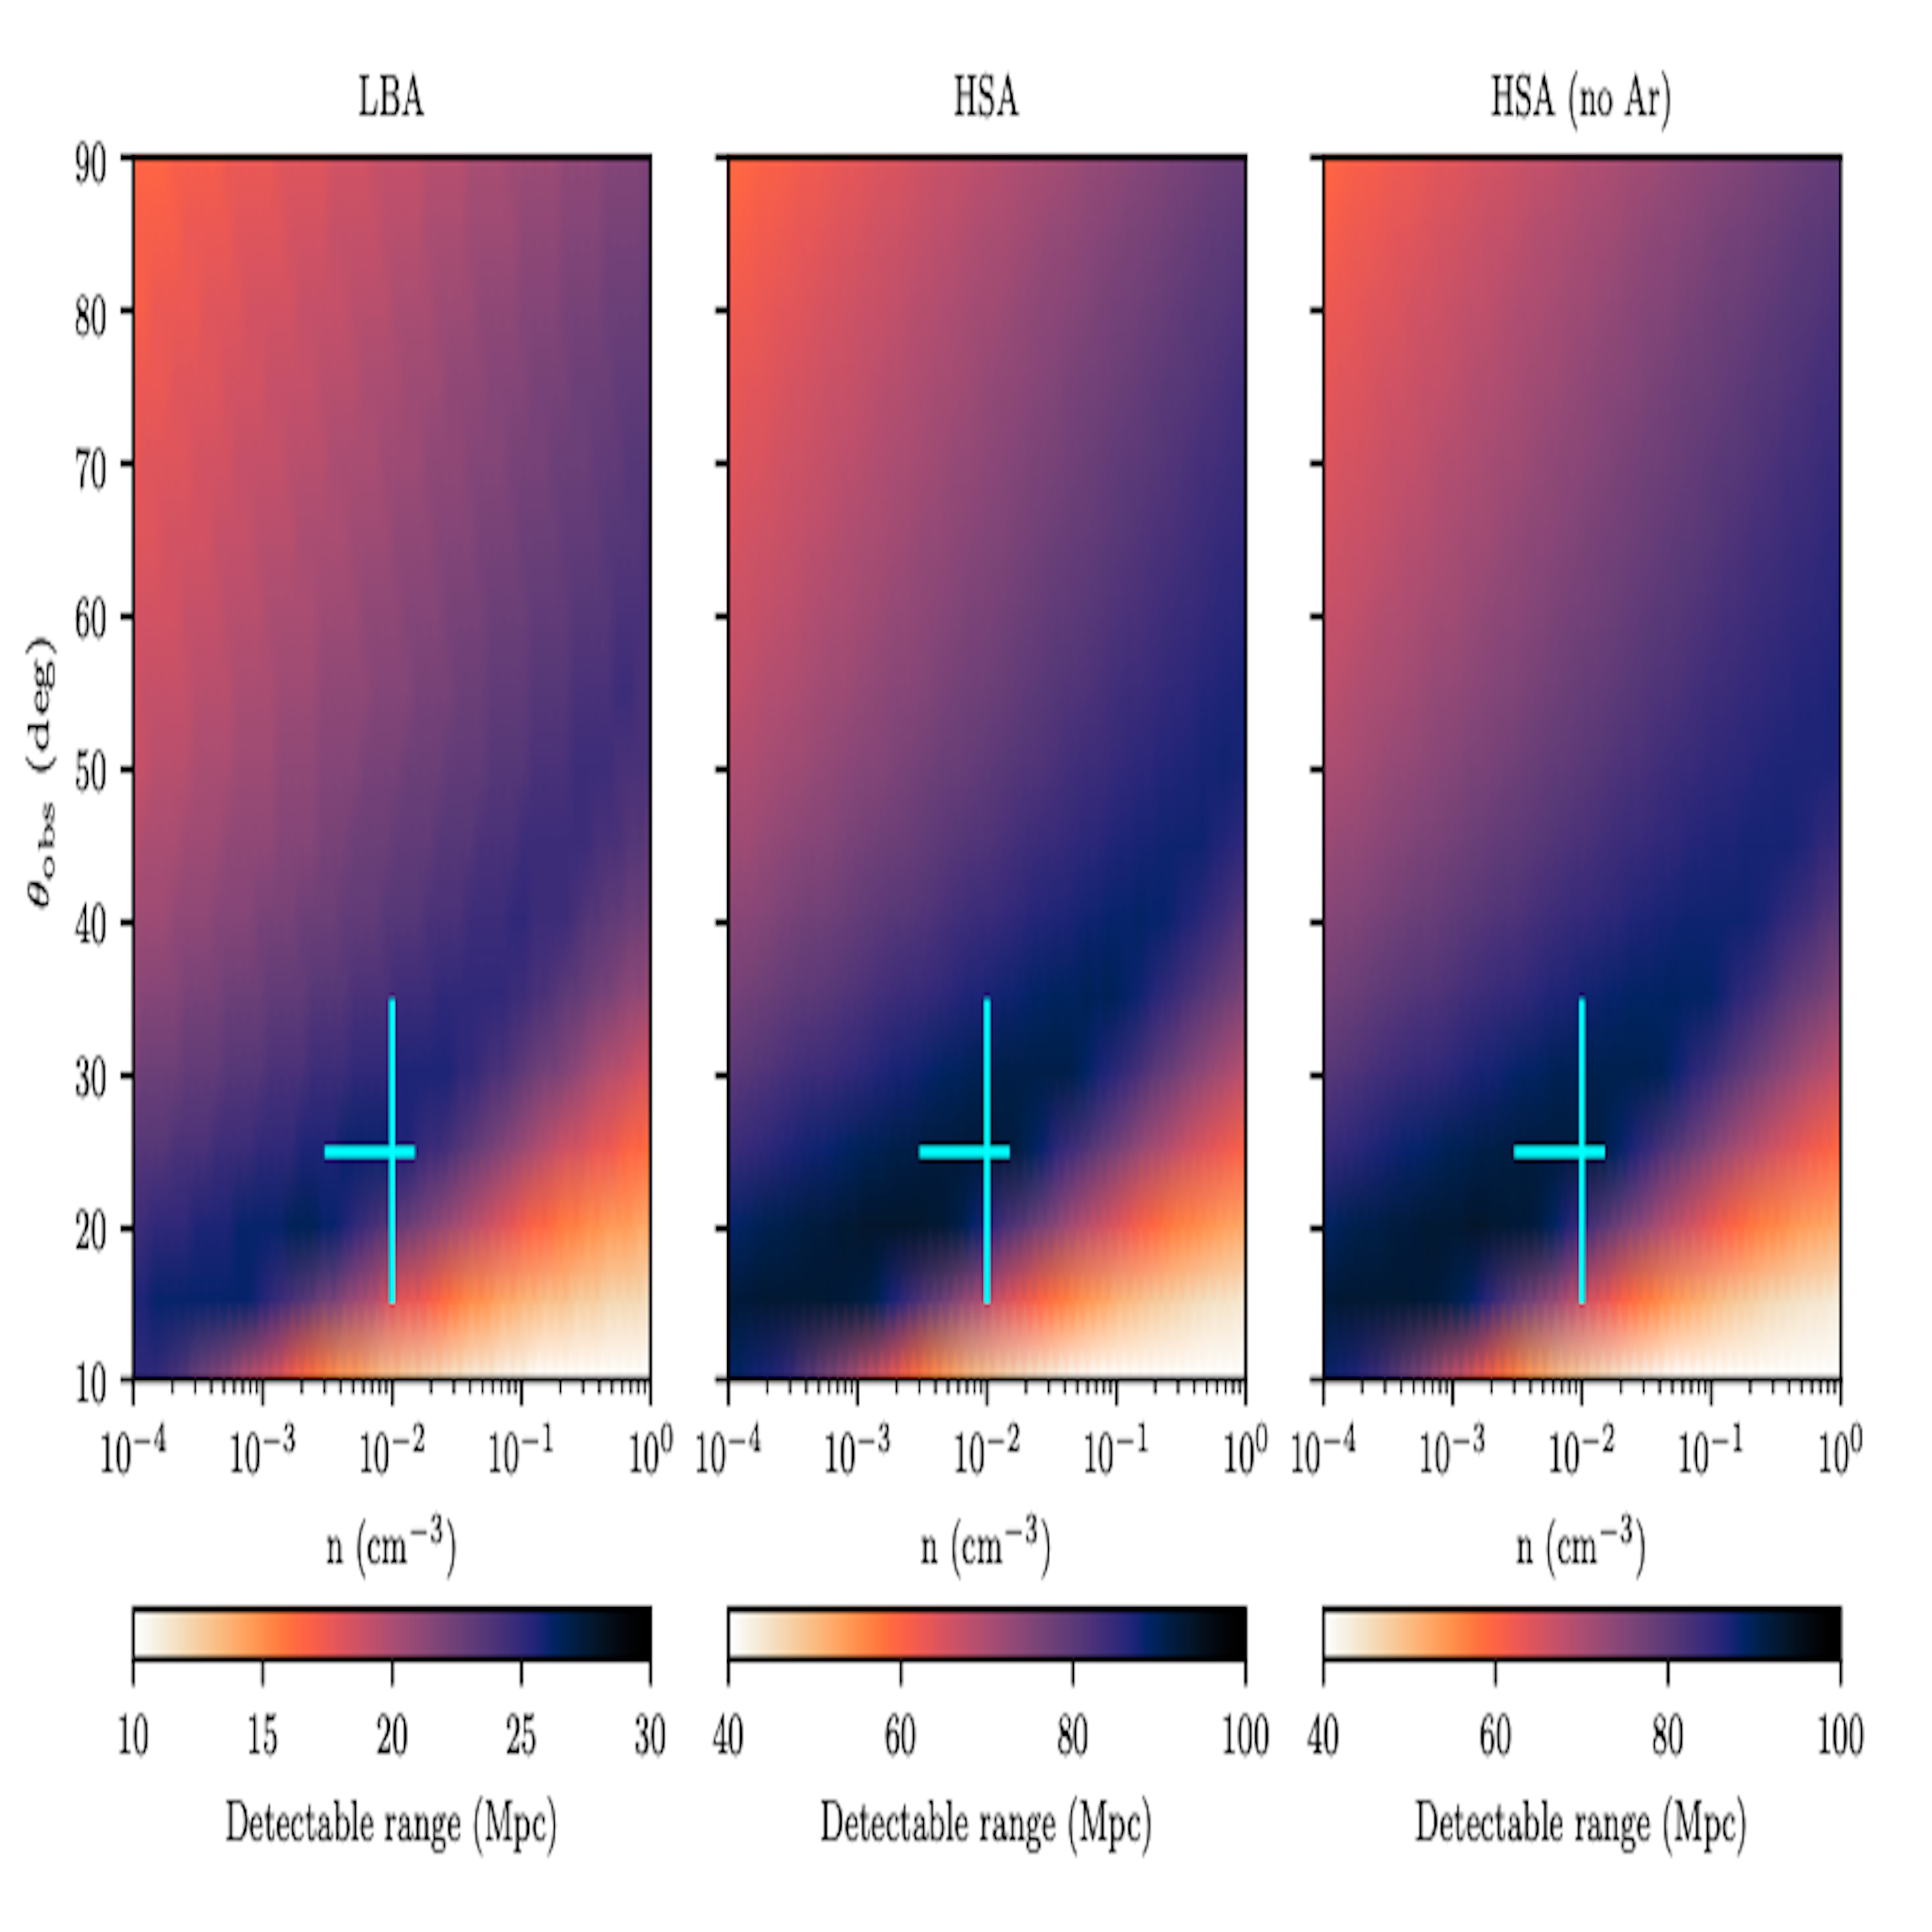 LBA HSA HSA (no Ar)
90
80
70
60
50
40
30
20
10
θobs (deg)
10⁻⁴ 10⁻³ 10⁻² 10⁻¹ 10⁰ 10⁻⁴ 10⁻³ 10⁻² 10⁻¹ 10⁰ 10⁻⁴ 10⁻³ 10⁻² 10⁻¹ 10⁰
n (cm⁻³) n (cm⁻³) n (cm⁻³)
10 15 20 25 30 40 60 80 100 40 60 80 100
Detectable range (Mpc) Detectable range (Mpc) Detectable range (Mpc)